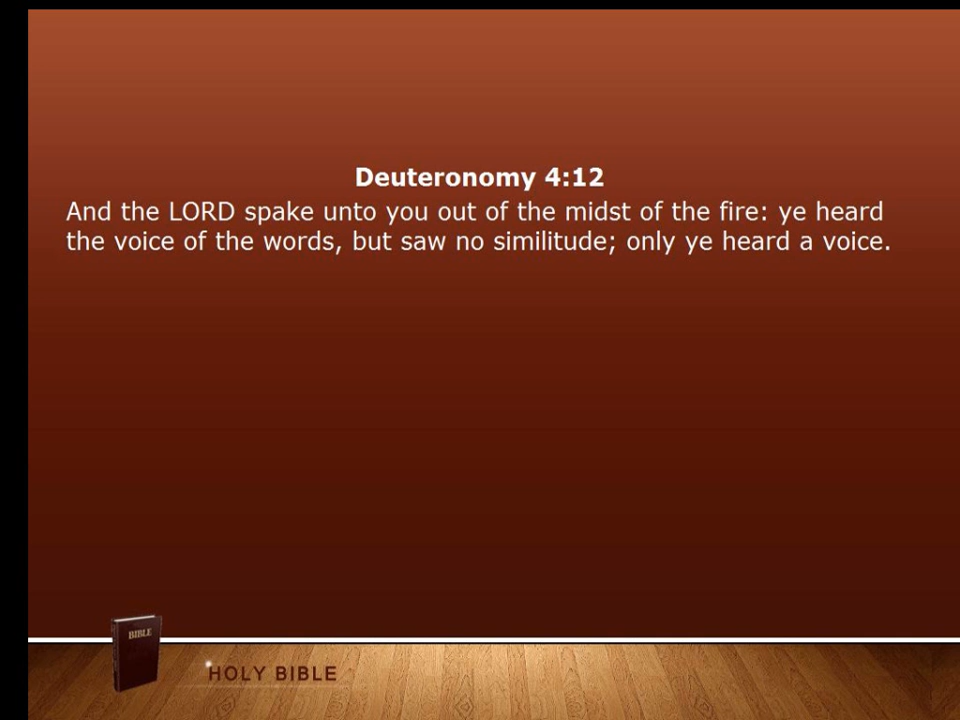 Deuteronomy 4:12
And the LORD spake unto you out of the midst of the fire: ye heard
the voice of the words, but saw no similitude; only ye heard a voice.
BIBLE
HOLY BIBLE